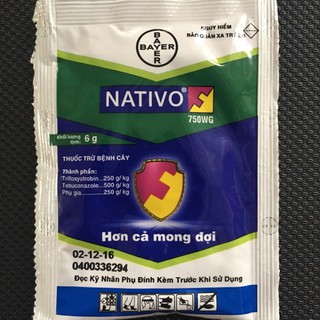 BAYER
BAYER
NGUY HIỂM
BẢO QUẢN XA TRẺ EM
NATIVO®
750WG
Khối lượng tịnh: 6 g
THUỐC TRỪ BỆNH CÂY
Thành phần:
Trifloxystrobin...250 g/kg
Tebuconazole.....500 g/kg
Phụ gia..............250 g/kg
Hơn cả mong đợi
02-12-16
0400336294
Đọc Kỹ Nhãn Phụ Đính Kèm Trước Khi Sử Dụng